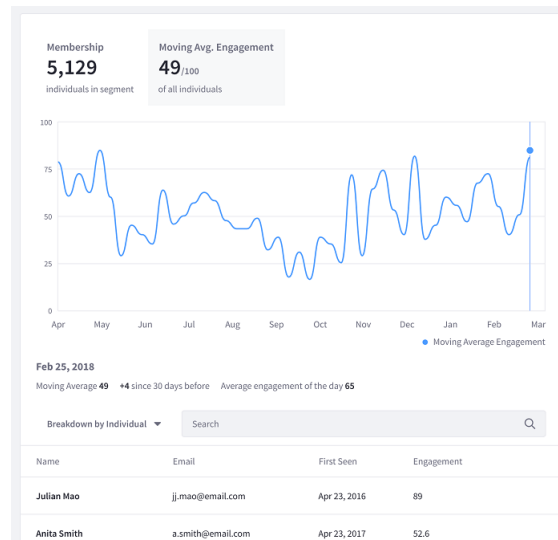 Membership
5,129
individuals in segment
Moving Avg. Engagement
49/100
of all individuals
100
75
50
25
0
Apr May Jun Jul Aug Sep Oct Nov Dec Jan Feb Mar
Moving Average Engagement
Feb 25, 2018
Moving Average 49 +4 since 30 days before Average engagement of the day 65
Breakdown by Individual Search
Name Email First Seen Engagement
Julian Mao jj.mao@email.com Apr 23, 2016 89
Anita Smith a.smith@email.com Apr 23, 2017 52.6